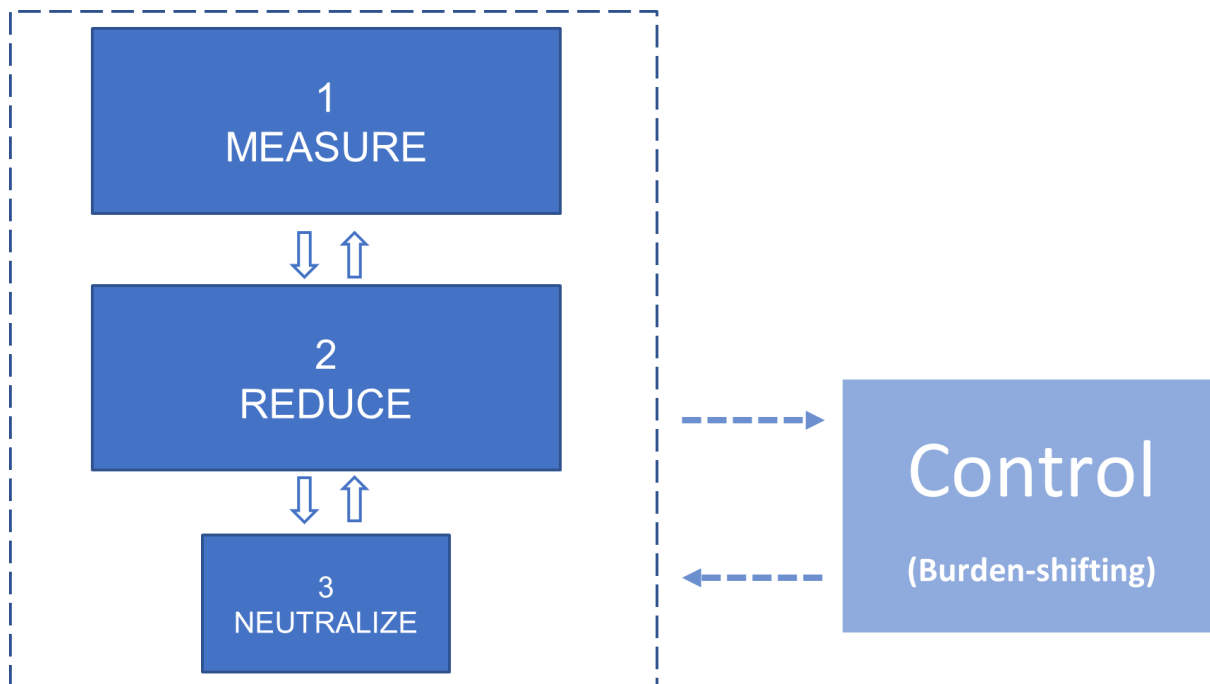 1
MEASURE
2
REDUCE
3
NEUTRALIZE
Control
(Burden-shifting)